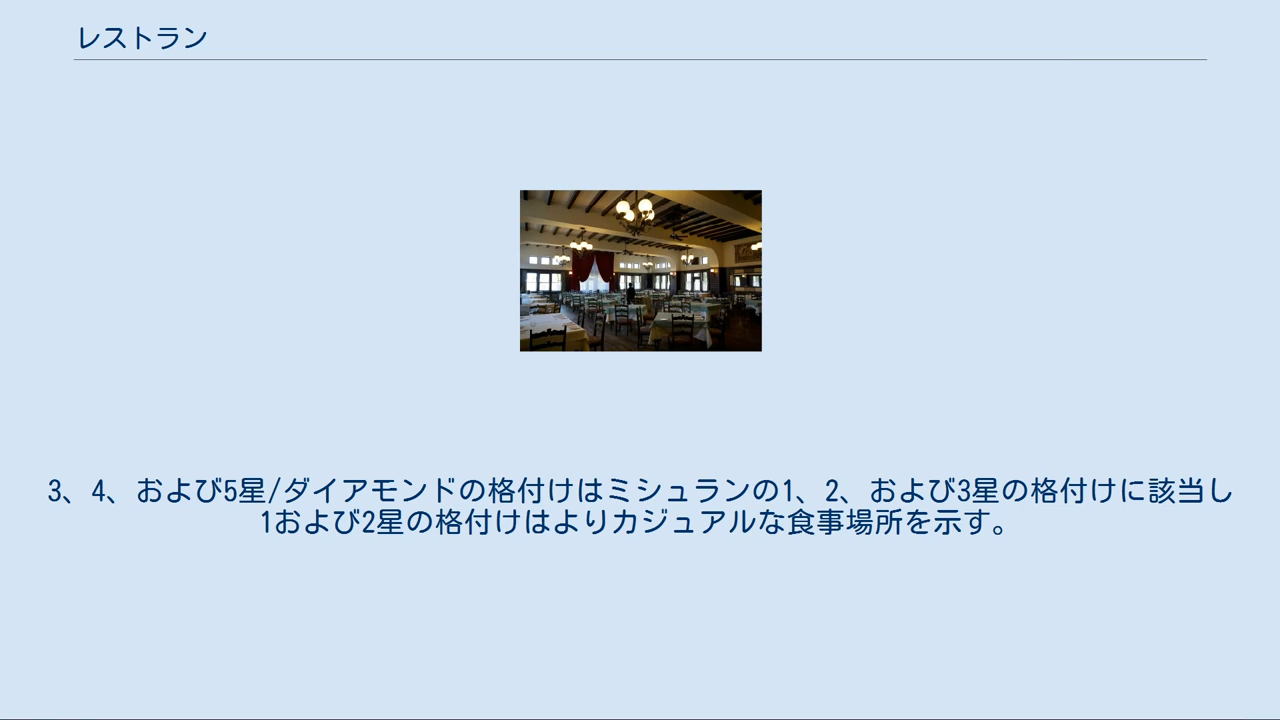 レストラン
3、4、および5星/ダイアモンドの格付けはミシュランの1、2、および3星の格付けに該当し
1および2星の格付けはよりカジュアルな食事場所を示す。